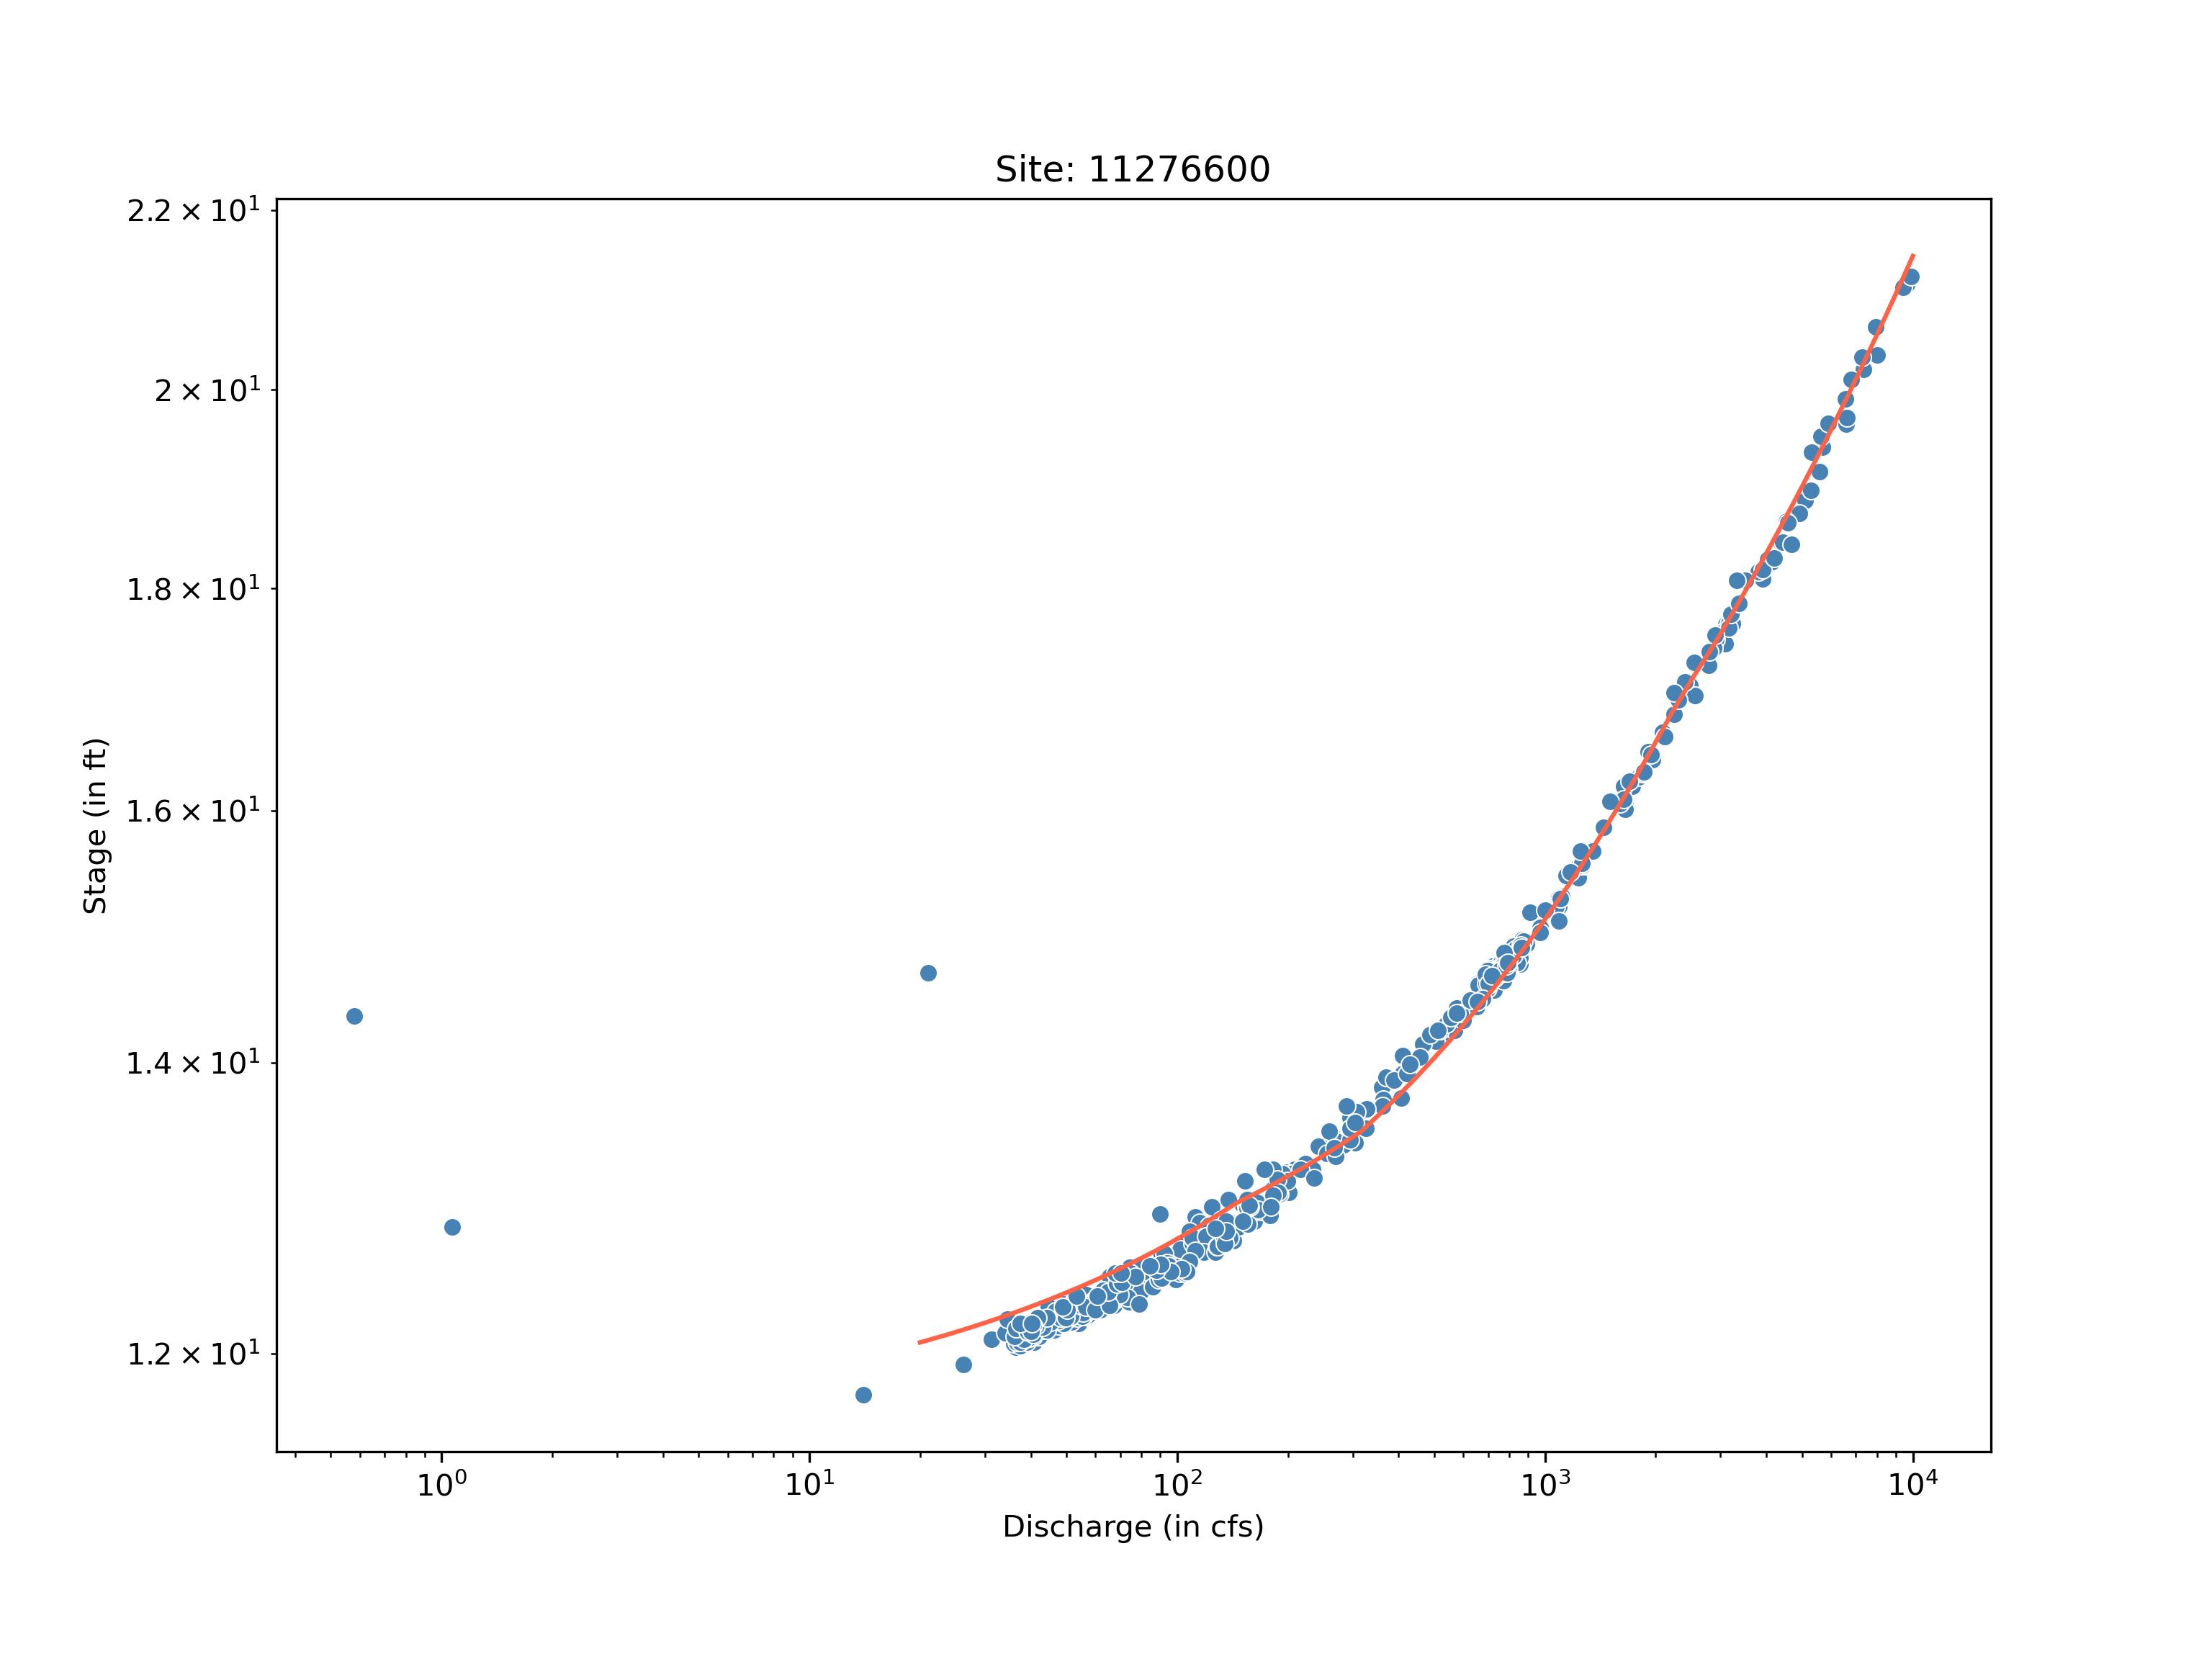 Site: 11276600
2.2 × 10¹
2 × 10¹
1.8 × 10¹
1.6 × 10¹
1.4 × 10¹
1.2 × 10¹
Stage (in ft)
10⁰ 10¹ 10² 10³ 10⁴
Discharge (in cfs)